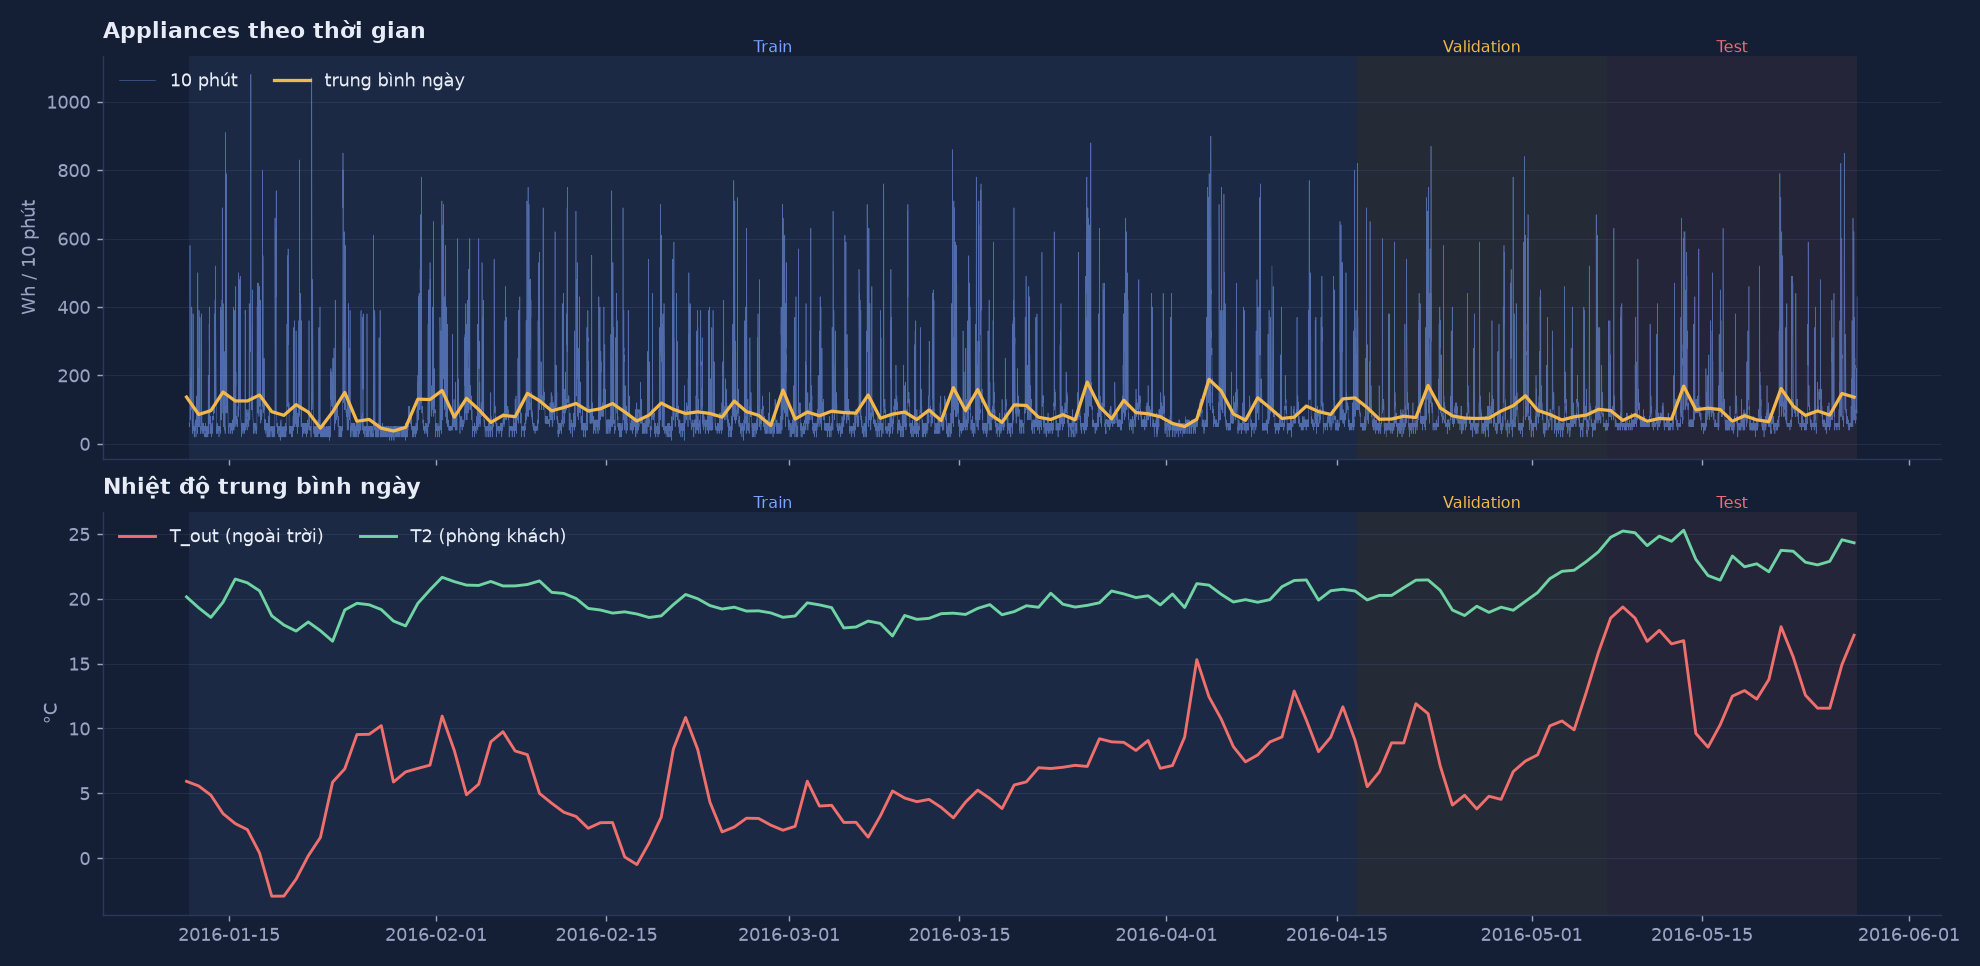 Appliances theo thời gian
Train
Validation
Test
10 phút
trung bình ngày
Wh / 10 phút
1000
800
600
400
200
0
Nhiệt độ trung bình ngày
Train
Validation
Test
T_out (ngoài trời)
T2 (phòng khách)
°C
25
20
15
10
5
0
2016-01-15
2016-02-01
2016-02-15
2016-03-01
2016-03-15
2016-04-01
2016-04-15
2016-05-01
2016-05-15
2016-06-01